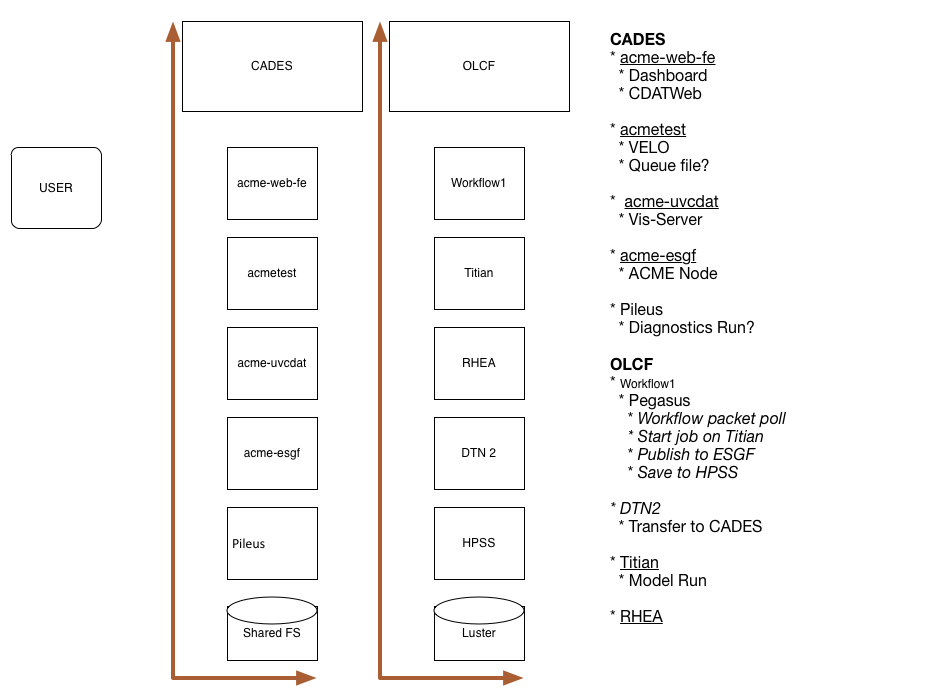 USER
CADES
acme-web-fe
acmetest
acme-uvcdat
acme-esgf
Pileus
Shared FS
OLCF
Workflow1
Titian
RHEA
DTN 2
HPSS
Luster
CADES
* acme-web-fe
* Dashboard
* CDATWeb
* acmetest
* VELO
* Queue file?
* acme-uvcdat
* Vis-Server
* acme-esgf
* ACME Node
* Pileus
* Diagnostics Run?
OLCF
* Workflow1
* Pegasus
* Workflow packet poll
* Start job on Titian
* Publish to ESGF
* Save to HPSS
* DTN2
* Transfer to CADES
* Titian
* Model Run
* RHEA